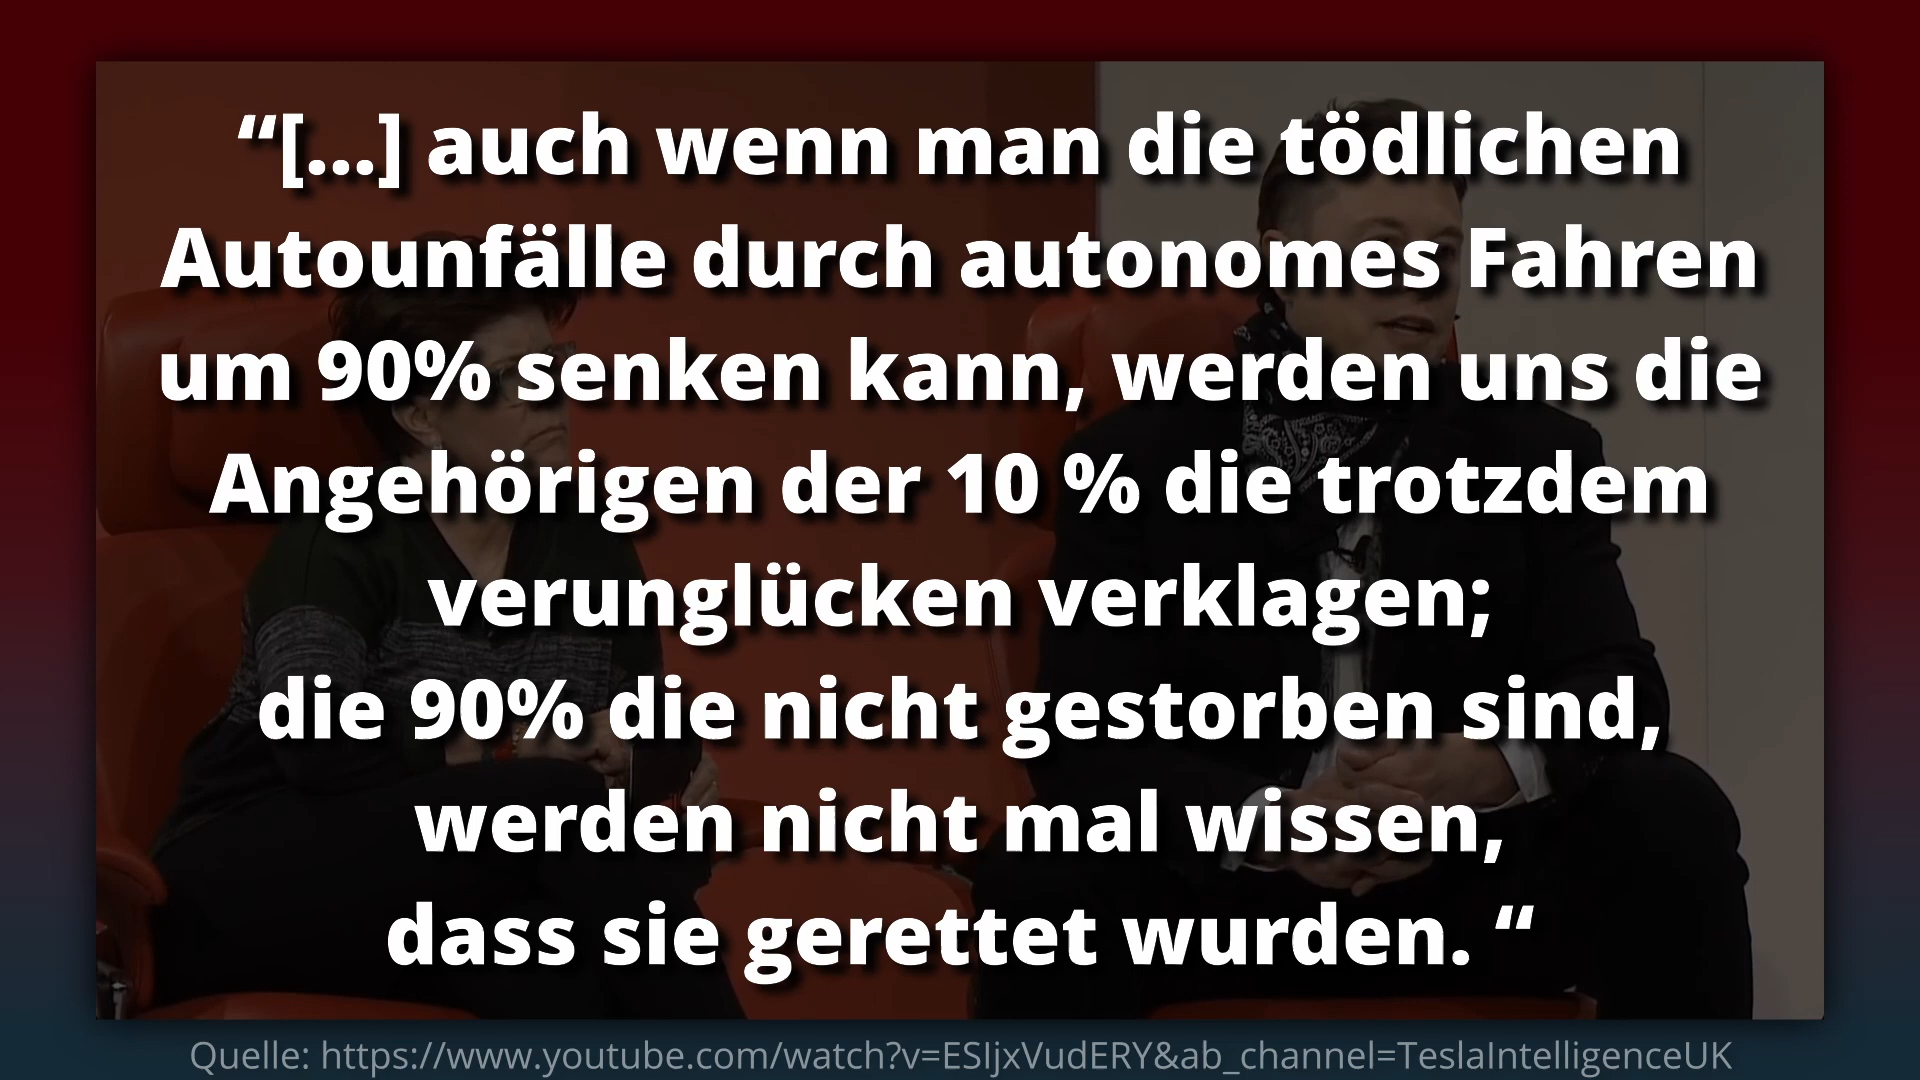 “[...] auch wenn man die tödlichen
Autounfälle durch autonomes Fahren
um 90% senken kann, werden uns die
Angehörigen der 10 % die trotzdem
verunglücken verklagen;
die 90% die nicht gestorben sind,
werden nicht mal wissen,
dass sie gerettet wurden. “
Quelle: https://www.youtube.com/watch?v=ESIjxVudERY&ab_channel=TeslaIntelligenceUK